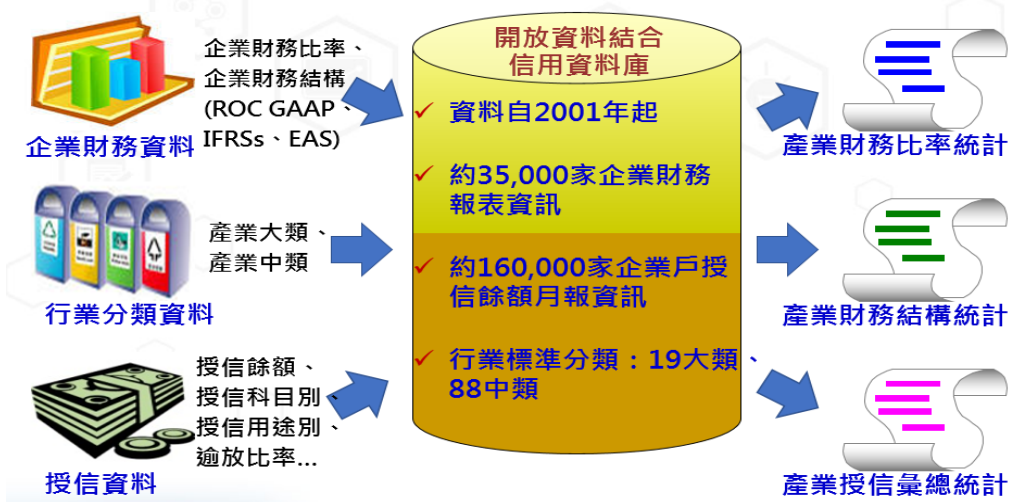 企業財務比率、
企業財務結構
(ROC GAAP、
IFRSs、EAS)
企業財務資料
產業大類、
產業中類
行業分類資料
授信餘額、
授信科目別、
授信用途別、
逾放比率...
授信資料
開放資料結合
信用資料庫
✓ 資料自2001年起
✓ 約35,000家企業財務
報表資訊
✓ 約160,000家企業戶授
信餘額月報資訊
✓ 行業標準分類：19大類、
88中類
產業財務比率統計
產業財務結構統計
產業授信彙總統計